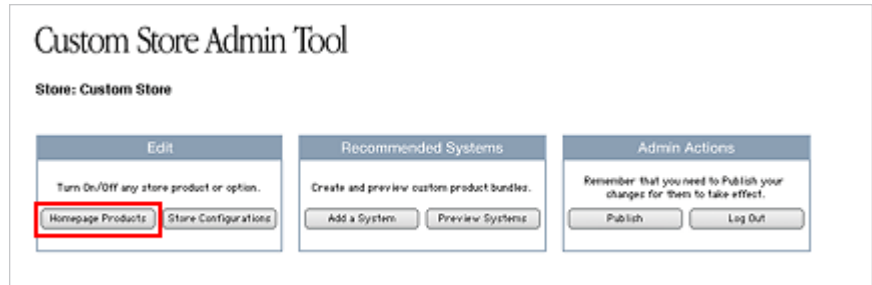 Custom Store Admin Tool
Store: Custom Store
Edit
Turn On/Off any store product or option.
Homepage Products
Store Configurations
Recommended Systems
Create and preview custom product bundles.
Add a System
Preview Systems
Admin Actions
Remember that you need to Publish your
changes for them to take effect.
Publish
Log Out